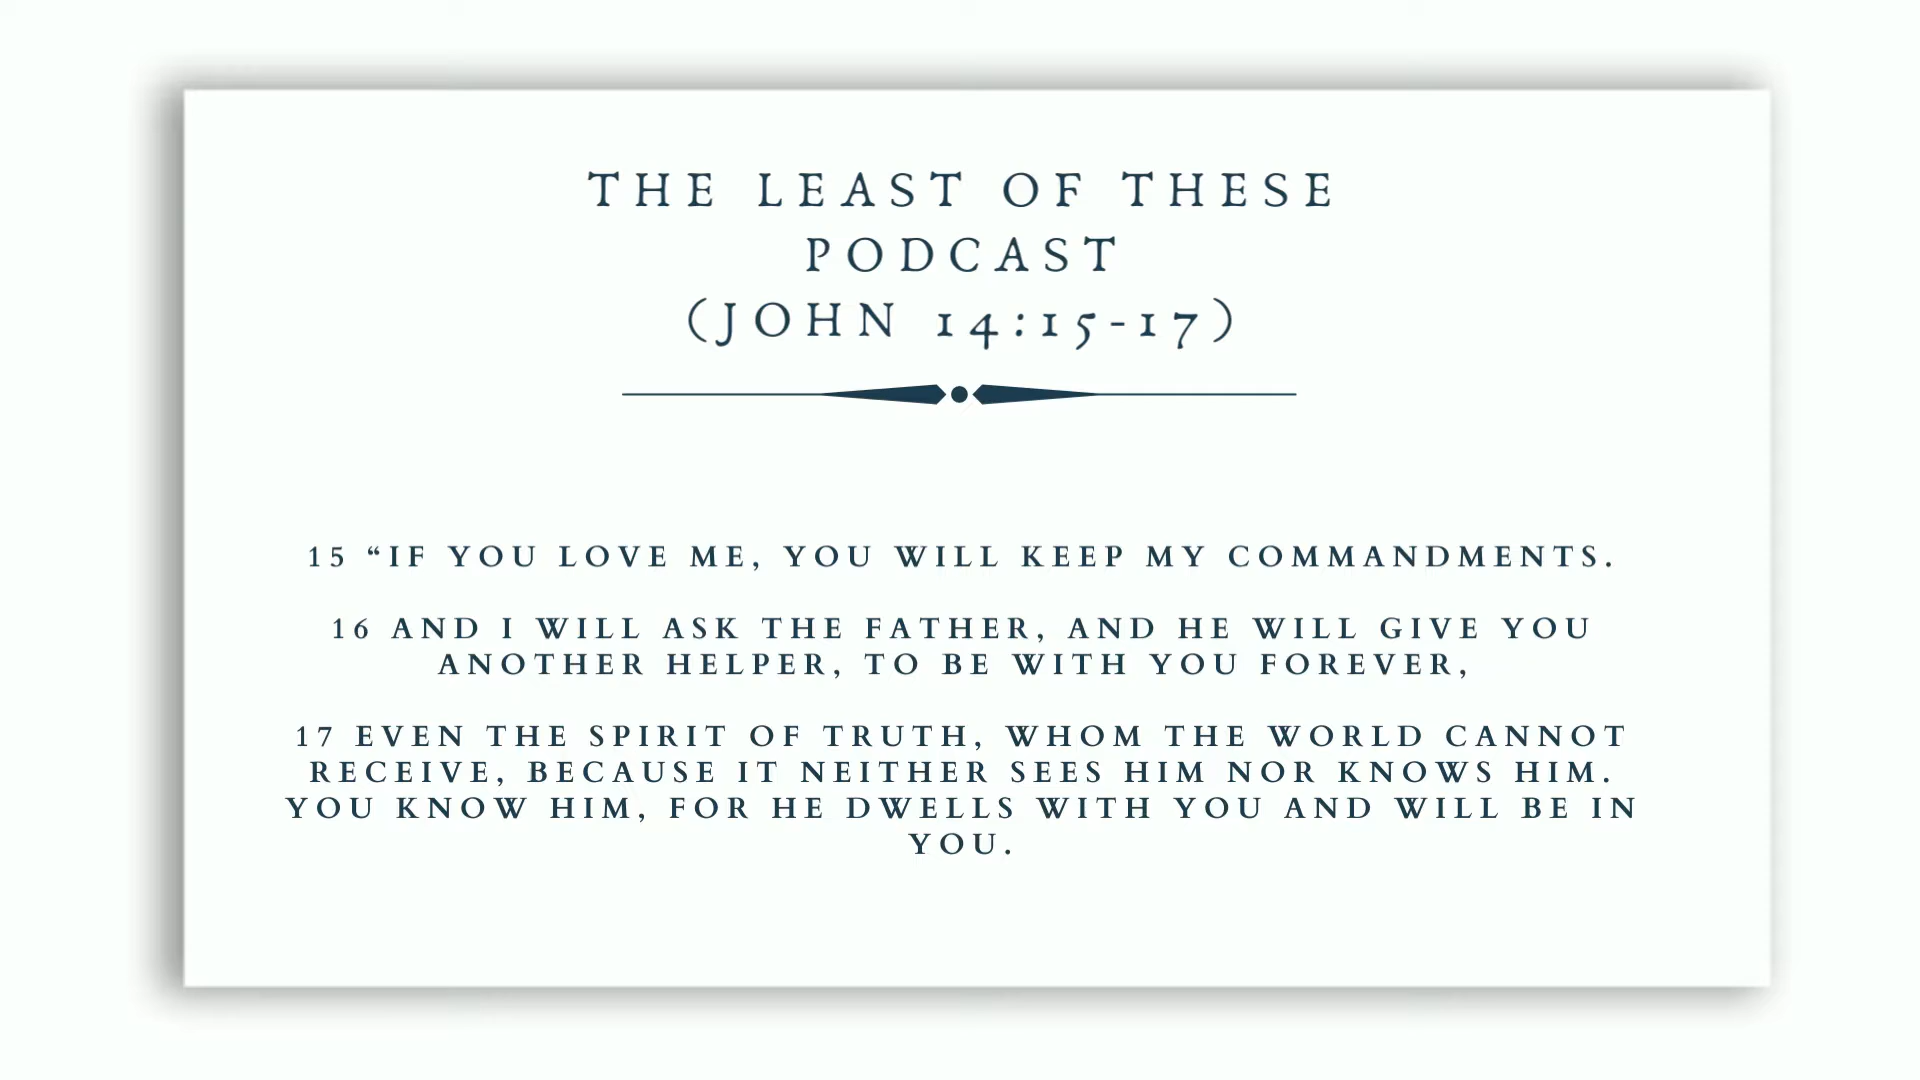 THE LEAST OF THESE
PODCAST
(JOHN 14:15-17)
15 “IF YOU LOVE ME, YOU WILL KEEP MY COMMANDMENTS.
16 AND I WILL ASK THE FATHER, AND HE WILL GIVE YOU
ANOTHER HELPER, TO BE WITH YOU FOREVER,
17 EVEN THE SPIRIT OF TRUTH, WHOM THE WORLD CANNOT
RECEIVE, BECAUSE IT NEITHER SEES HIM NOR KNOWS HIM.
YOU KNOW HIM, FOR HE DWELLS WITH YOU AND WILL BE IN
YOU.